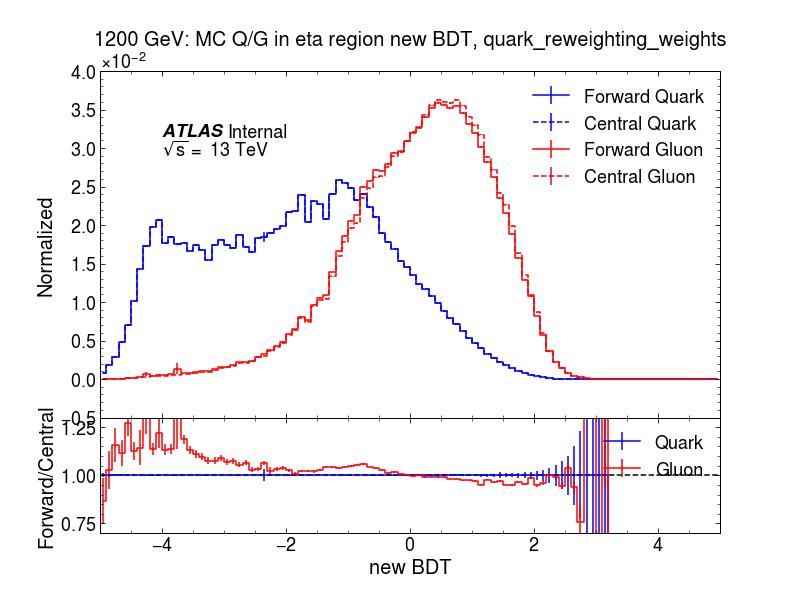 1200 GeV: MC Q/G in eta region new BDT, quark_reweighting_weights
×10⁻²
4.0
3.5
3.0
2.5
2.0
1.5
1.0
0.5
0.0
−0.5
Normalized
ATLAS Internal
√s = 13 TeV
Forward Quark
Central Quark
Forward Gluon
Central Gluon
1.25
1.00
0.75
Forward/Central
Quark
Gluon
−4 −2 0 2 4
new BDT